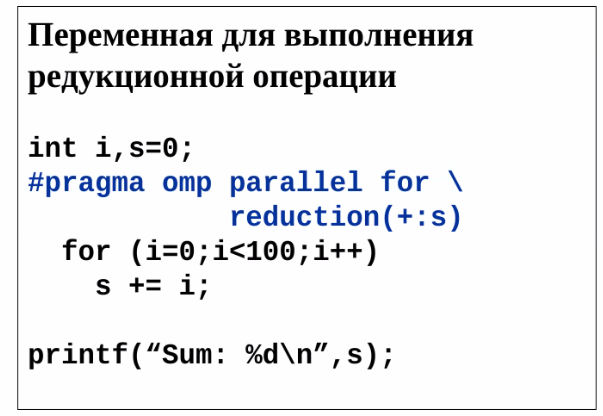 Переменная для выполнения
редукционной операции
int i,s=0;
#pragma omp parallel for \
reduction(+:s)
for (i=0;i<100;i++)
s += i;
printf(“Sum: %d\n”,s);